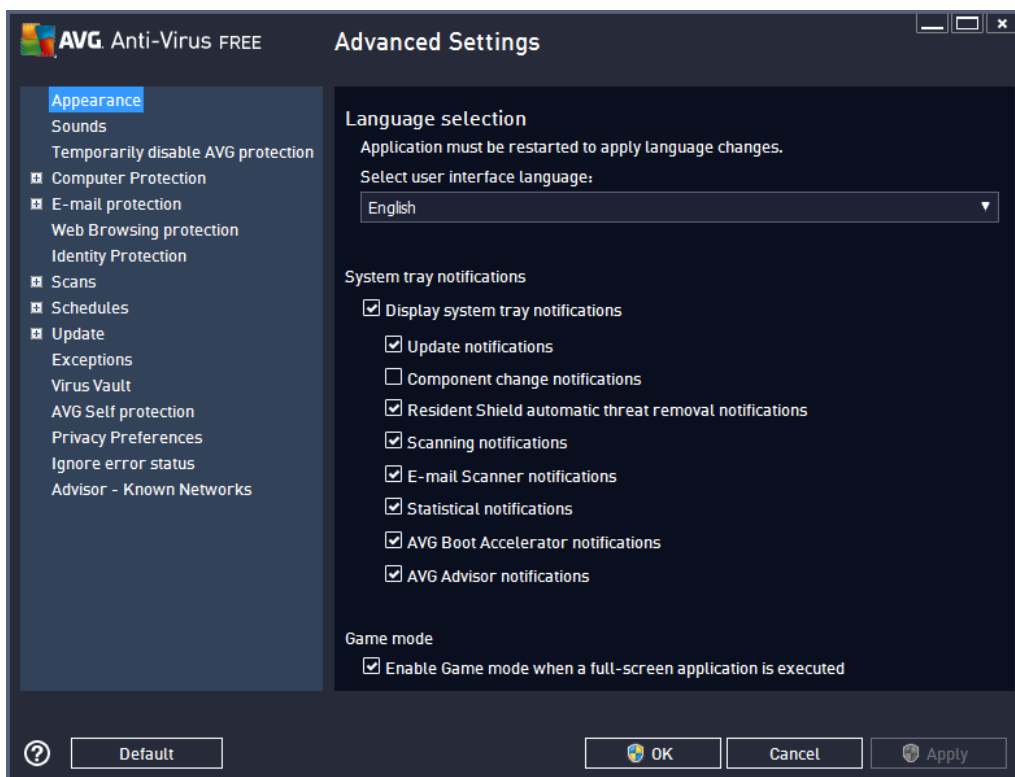 AVG. Anti-Virus FREE
Advanced Settings
Appearance
Sounds
Temporarily disable AVG protection
Computer Protection
E-mail protection
Web Browsing protection
Identity Protection
Scans
Schedules
Update
Exceptions
Virus Vault
AVG Self protection
Privacy Preferences
Ignore error status
Advisor - Known Networks
Language selection
Application must be restarted to apply language changes.
Select user interface language:
English
System tray notifications
Display system tray notifications
Update notifications
Component change notifications
Resident Shield automatic threat removal notifications
Scanning notifications
E-mail Scanner notifications
Statistical notifications
AVG Boot Accelerator notifications
AVG Advisor notifications
Game mode
Enable Game mode when a full-screen application is executed
Default
OK
Cancel
Apply